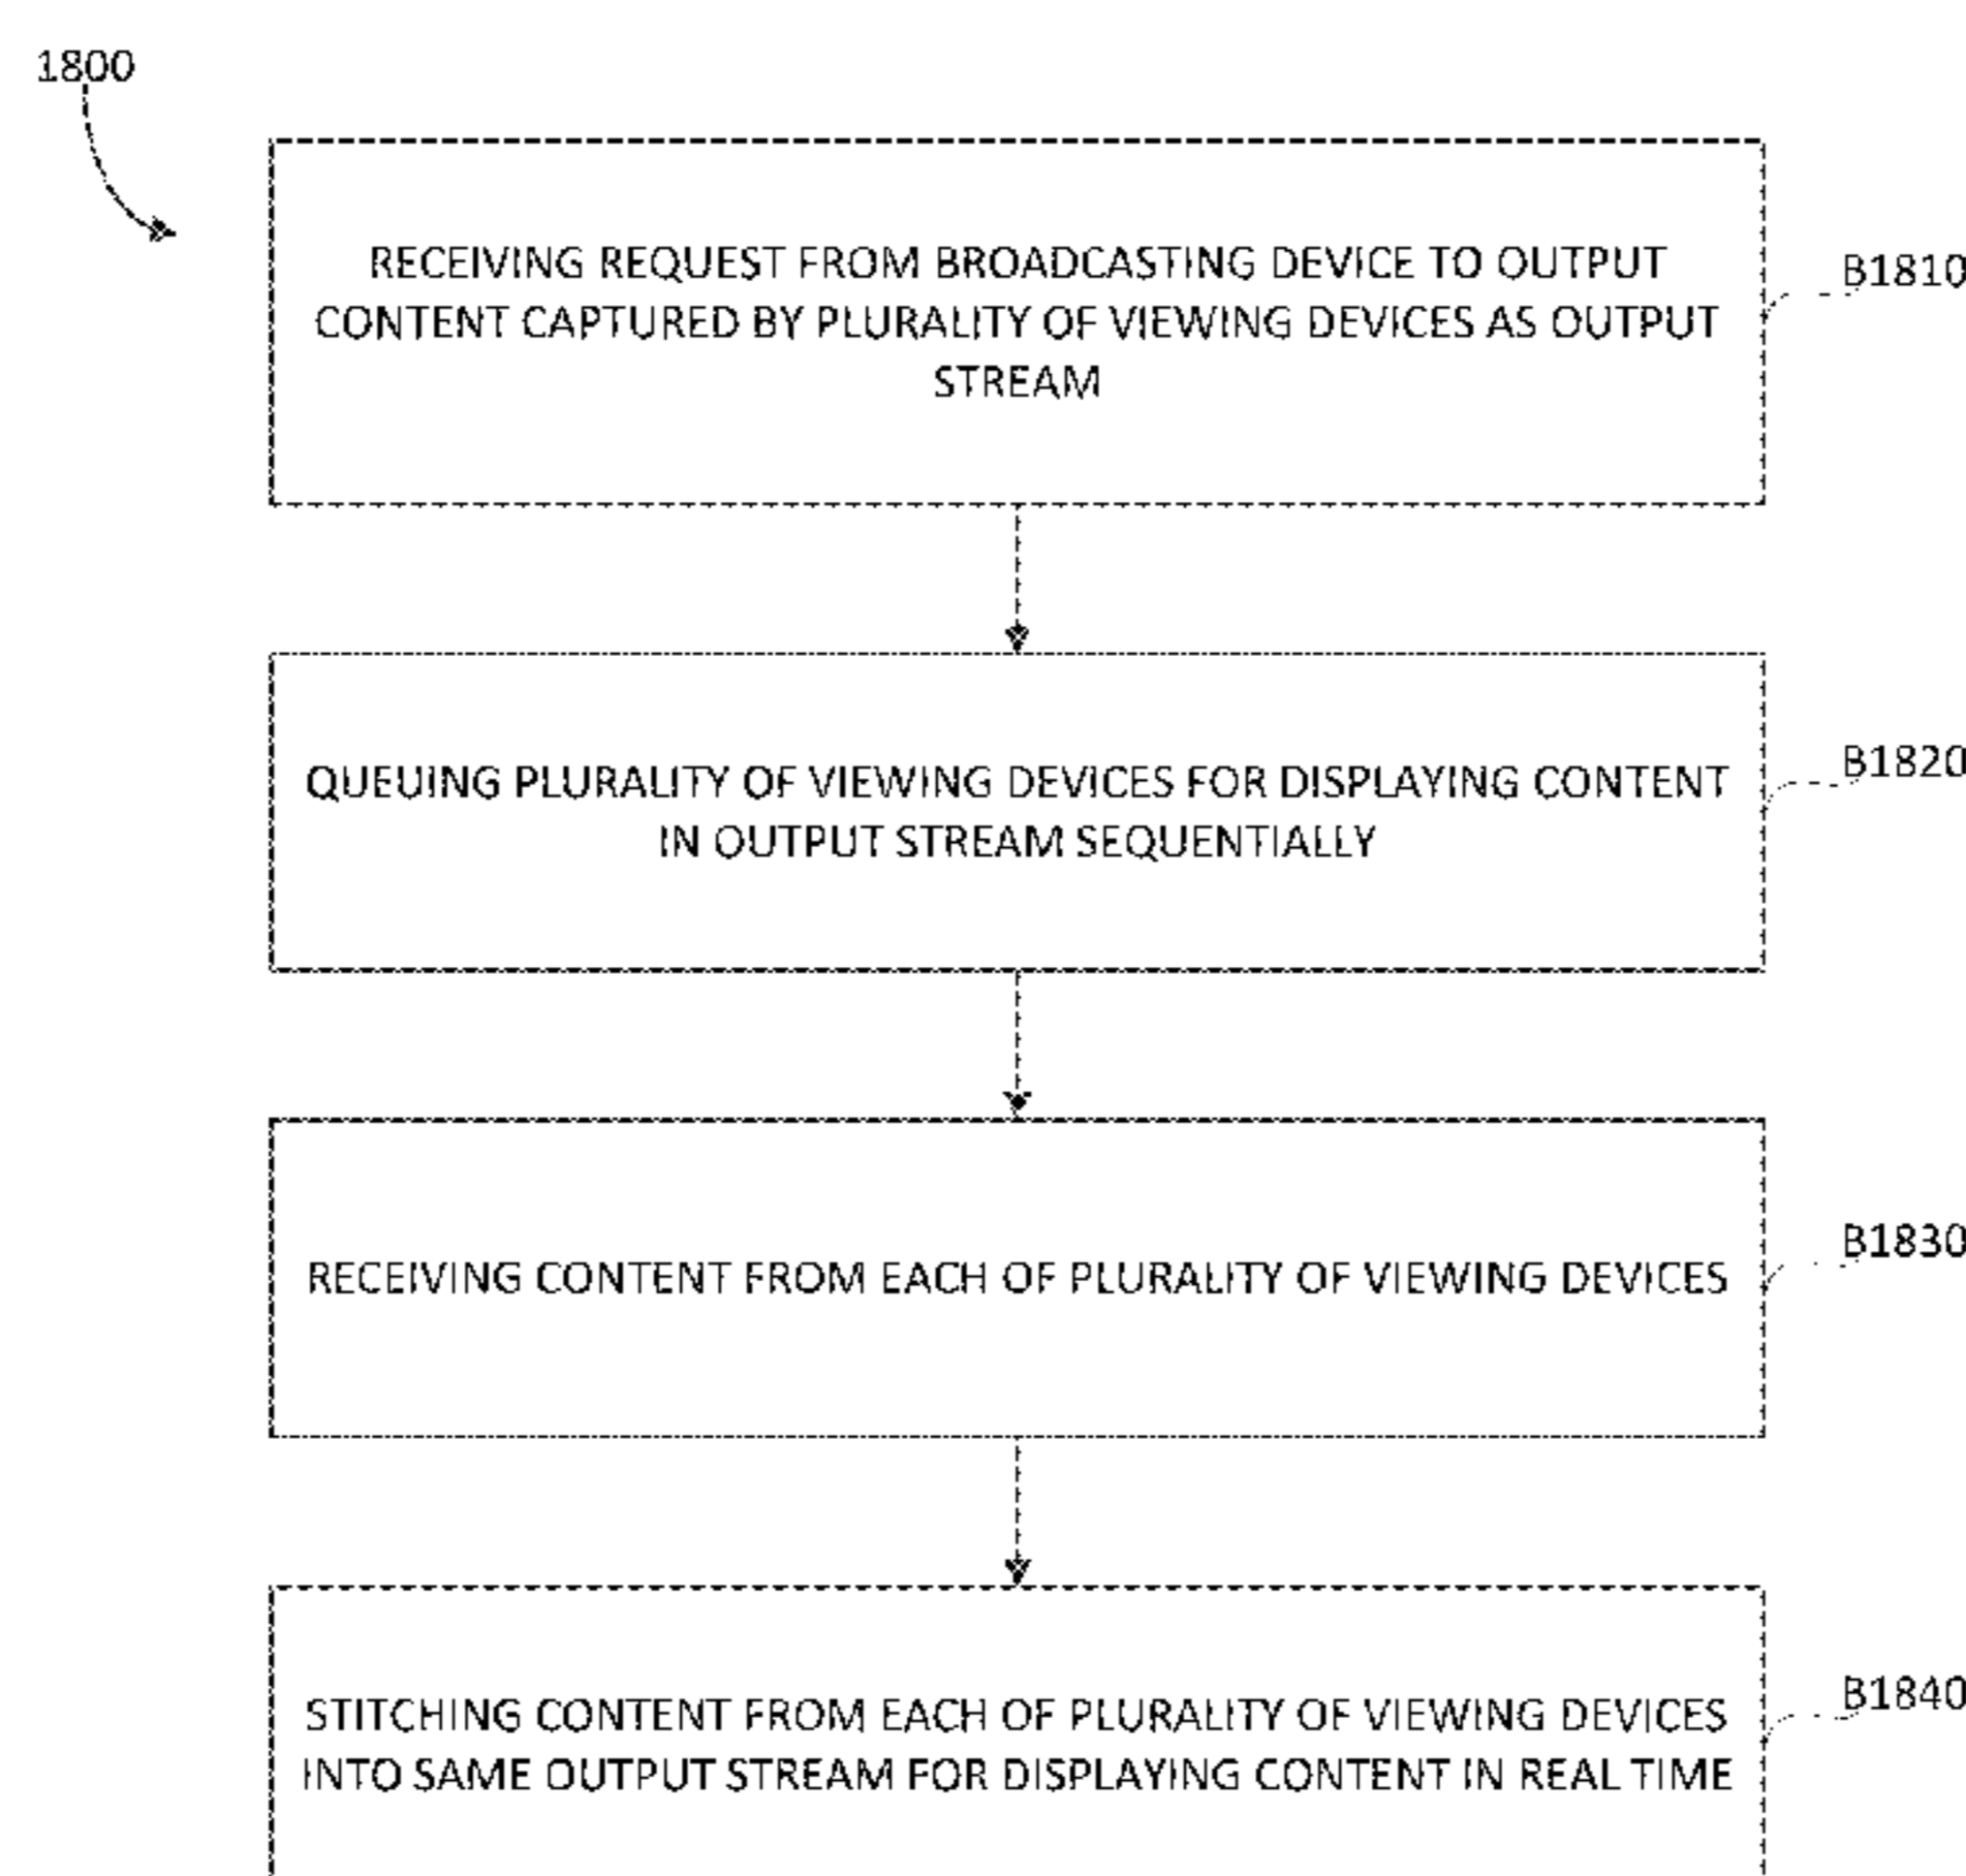 1800
RECEIVING REQUEST FROM BROADCASTING DEVICE TO OUTPUT
CONTENT CAPTURED BY PLURALITY OF VIEWING DEVICES AS OUTPUT
STREAM
B1810
QUEUING PLURALITY OF VIEWING DEVICES FOR DISPLAYING CONTENT
IN OUTPUT STREAM SEQUENTIALLY
B1820
RECEIVING CONTENT FROM EACH OF PLURALITY OF VIEWING DEVICES
B1830
STITCHING CONTENT FROM EACH OF PLURALITY OF VIEWING DEVICES
INTO SAME OUTPUT STREAM FOR DISPLAYING CONTENT IN REAL TIME
B1840